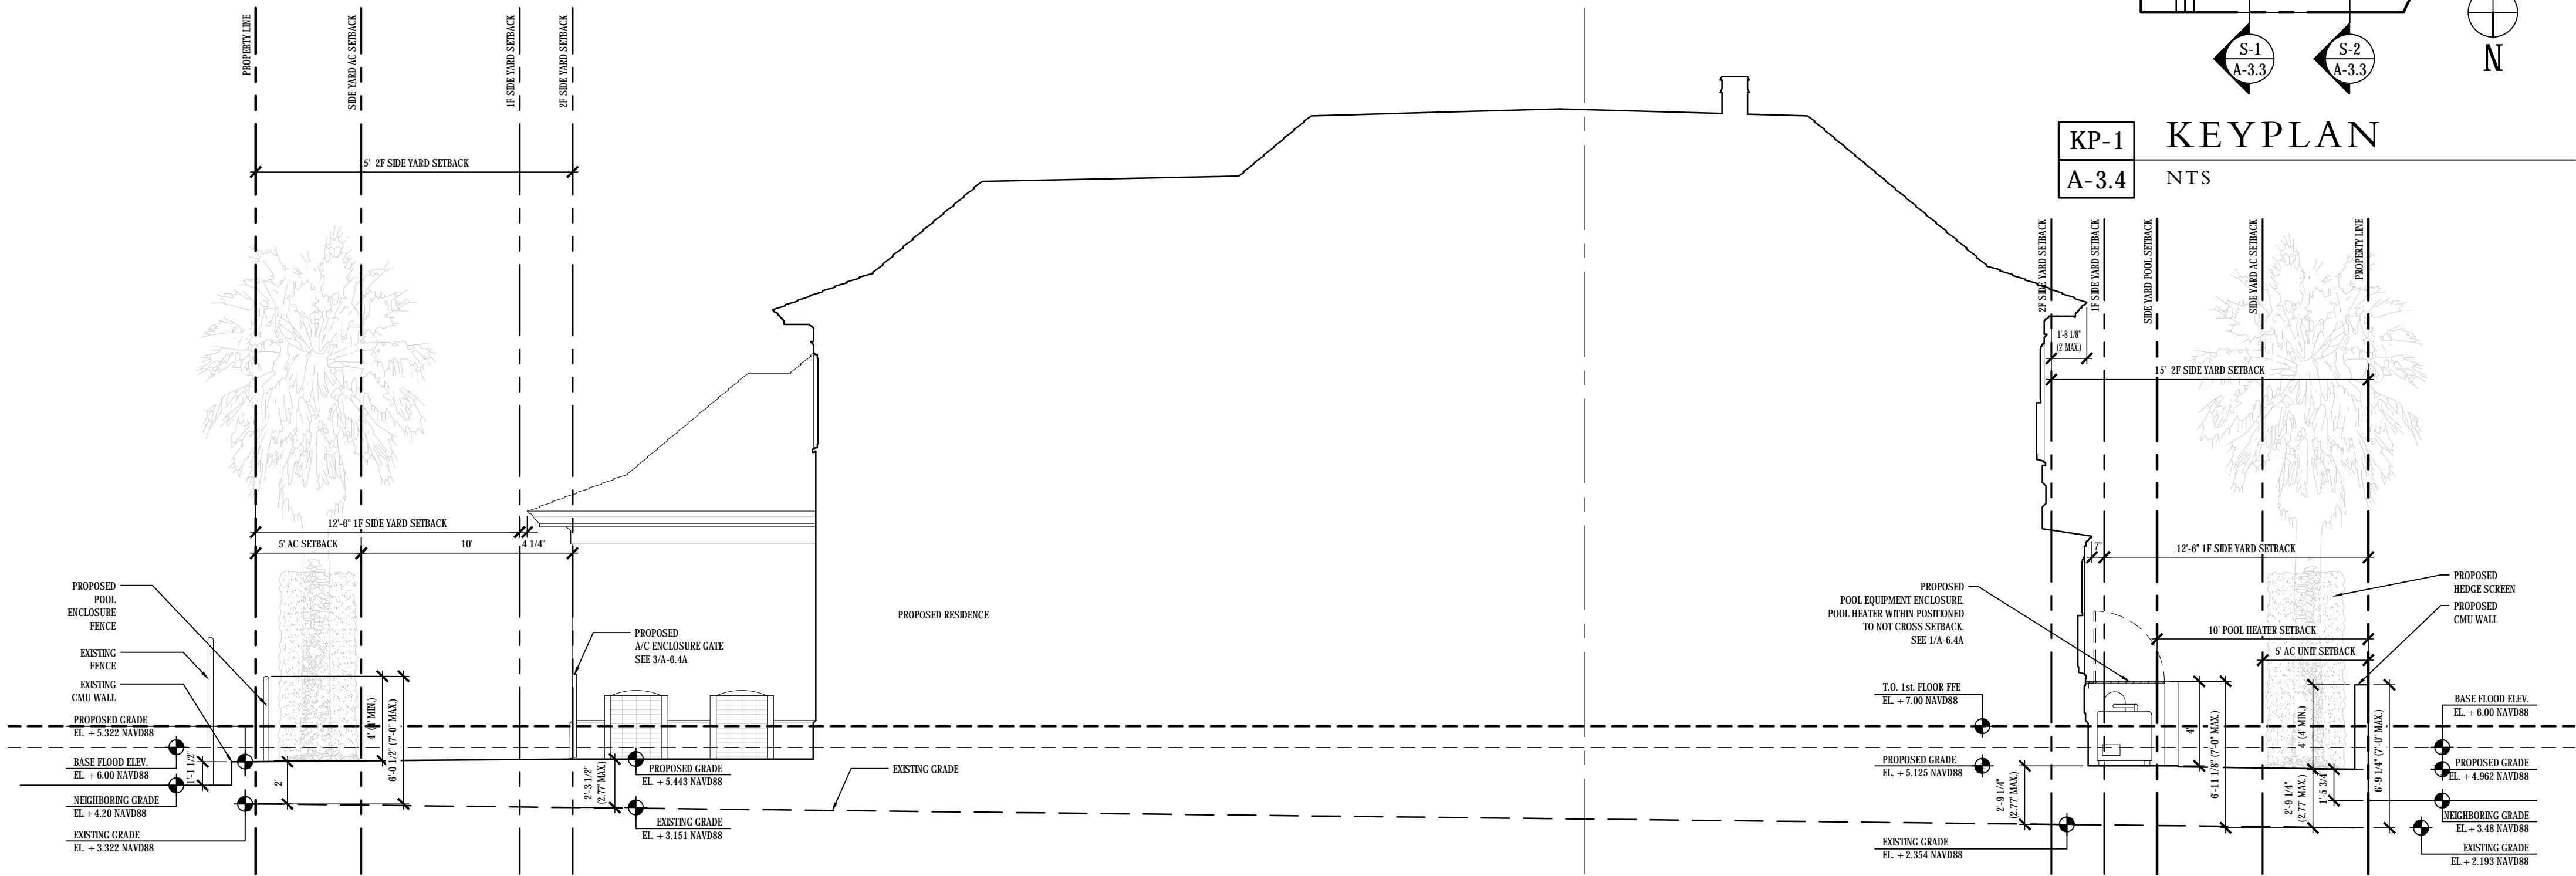 S-1
A-3.3
S-2
A-3.3
N
KP-1
A-3.4
KEYPLAN
NTS
PROPERTY LINE
SIDE YARD AC SETBACK
1F SIDE YARD SETBACK
2F SIDE YARD SETBACK
5' 2F SIDE YARD SETBACK
12'-6" 1F SIDE YARD SETBACK
5' AC SETBACK
10'
4 1/4"
PROPOSED
POOL
ENCLOSURE
FENCE
EXISTING
FENCE
EXISTING
CMU WALL
PROPOSED GRADE
EL. + 5.322 NAVD88
BASE FLOOD ELEV.
EL. + 6.00 NAVD88
NEIGHBORING GRADE
EL. + 4.20 NAVD88
EXISTING GRADE
EL. + 3.322 NAVD88
1'-1 1/2"
2'
4' (4' MIN.)
6'-0 1/2" (7'-0" MAX.)
PROPOSED
A/C ENCLOSURE GATE
SEE 3/A-6.4A
2'-3 1/2"
(2.77' MAX.)
PROPOSED GRADE
EL. + 5.443 NAVD88
EXISTING GRADE
EL. + 3.151 NAVD88
PROPOSED RESIDENCE
EXISTING GRADE
2F SIDE YARD SETBACK
1F SIDE YARD SETBACK
SIDE YARD POOL SETBACK
SIDE YARD AC SETBACK
PROPERTY LINE
1'-8 1/8"
(2' MAX.)
15' 2F SIDE YARD SETBACK
7"
12'-6" 1F SIDE YARD SETBACK
PROPOSED
POOL EQUIPMENT ENCLOSURE.
POOL HEATER WITHIN POSITIONED
TO NOT CROSS SETBACK.
SEE 1/A-6.4A
10' POOL HEATER SETBACK
5' AC UNIT SETBACK
PROPOSED
HEDGE SCREEN
PROPOSED
CMU WALL
T.O. 1st. FLOOR FFE
EL. + 7.00 NAVD88
PROPOSED GRADE
EL. + 5.125 NAVD88
2'-9 1/4"
(2.77' MAX.)
EXISTING GRADE
EL. + 2.354 NAVD88
4'
6'-11 1/8" (7'-0" MAX.)
4' (4' MIN.)
2'-9 1/4"
(2.77' MAX.)
1'-5 3/4"
6'-9 1/4" (7'-0" MAX.)
BASE FLOOD ELEV.
EL. + 6.00 NAVD88
PROPOSED GRADE
EL. + 4.962 NAVD88
NEIGHBORING GRADE
EL. + 3.48 NAVD88
EXISTING GRADE
EL. + 2.193 NAVD88